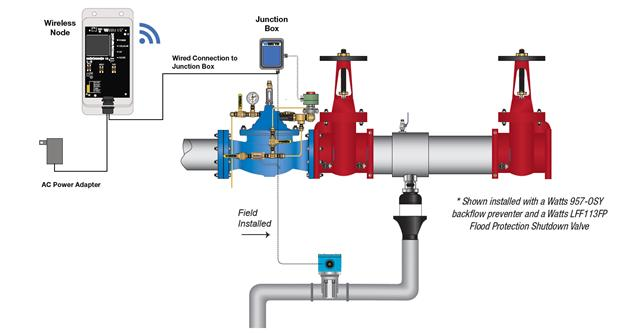 Wireless
Node
Junction
Box
Wired Connection to
Junction Box
AC Power Adapter
Field
Installed
* Shown installed with a Watts 957-OSY
backflow preventer and a Watts LFF113FP
Flood Protection Shutdown Valve